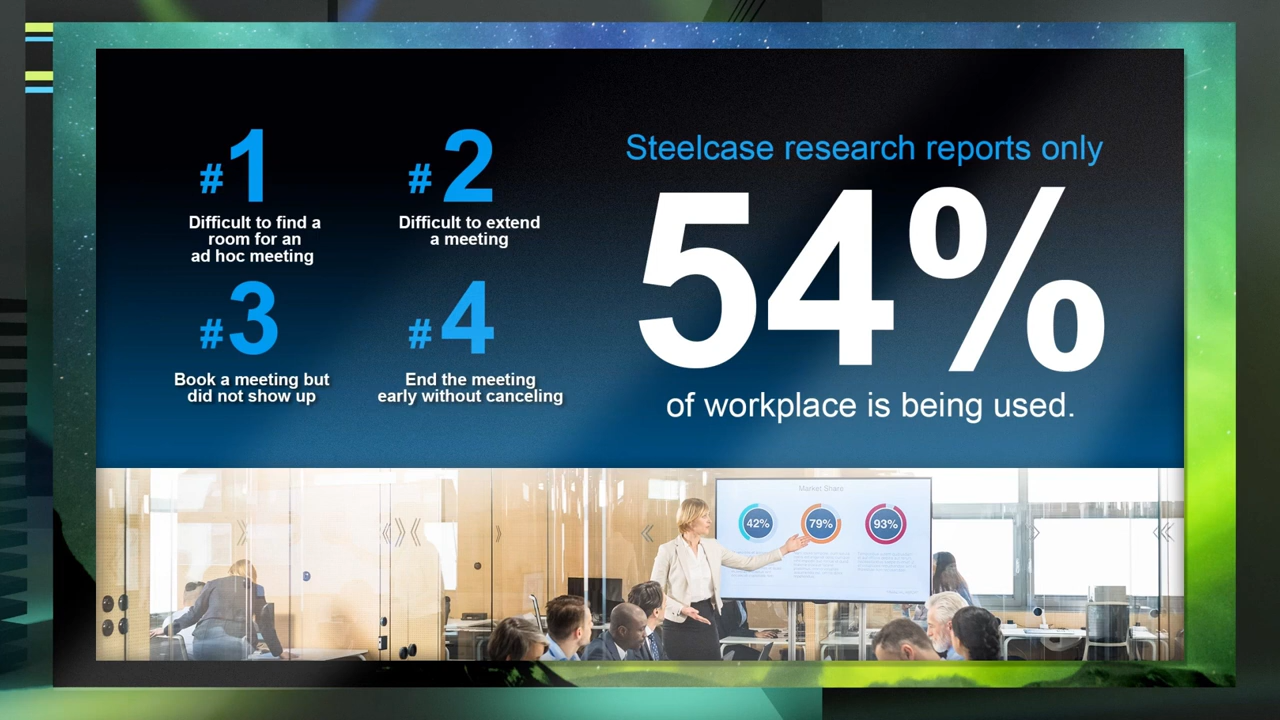 #1
Difficult to find a
room for an
ad hoc meeting
#2
Difficult to extend
a meeting
#3
Book a meeting but
did not show up
#4
End the meeting
early without canceling
Steelcase research reports only
54%
of workplace is being used.
Market Share
42%
79%
93%